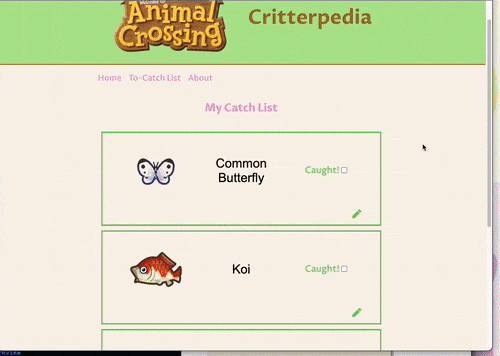 Animal
Crossing
Critterpedia
Home To-Catch List About
My Catch List
Common
Butterfly
Caught!
Koi
Caught!